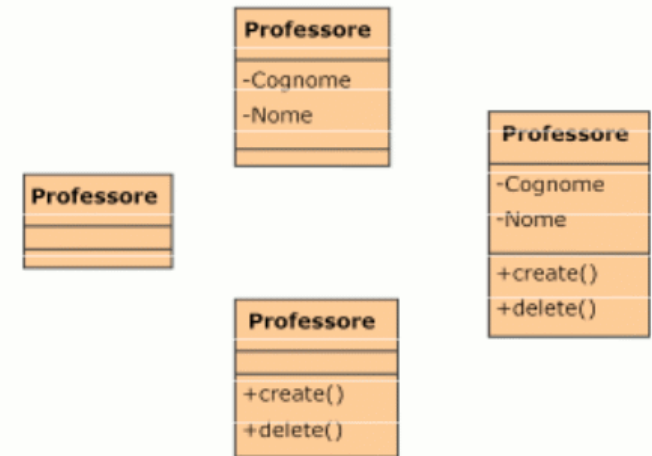 Professore
-Cognome
-Nome
Professore
-Cognome
-Nome
+create()
+delete()
Professore
Professore
+create()
+delete()